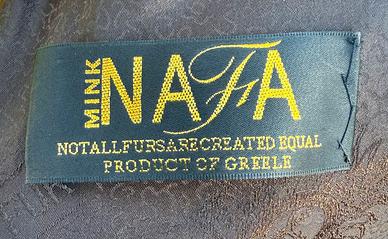 MINK
NAFA
NOTALLFURSARECREATED EQUAL
PRODUCT OF GREELE